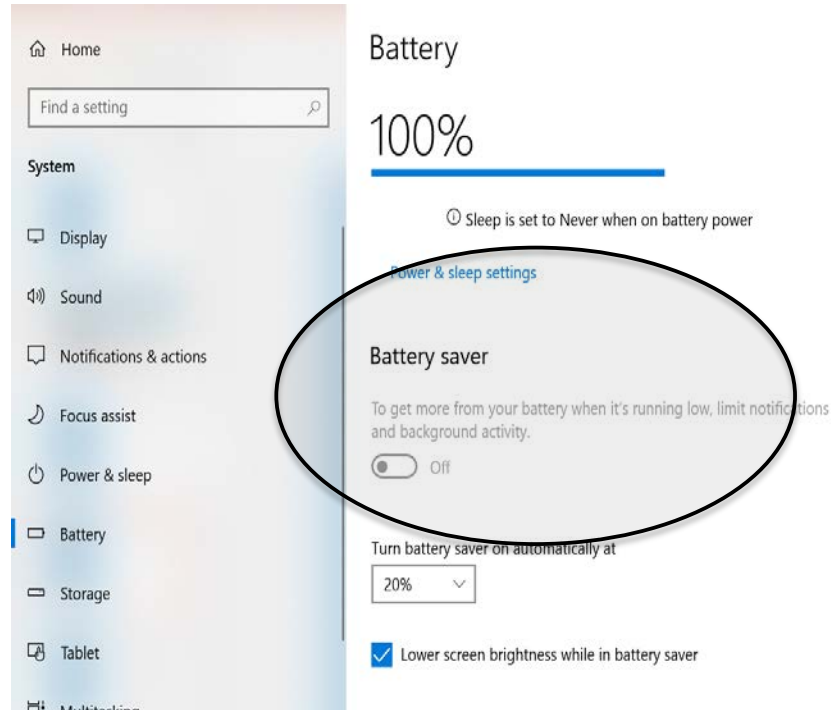 Home
Find a setting
System
Display
Sound
Notifications & actions
Focus assist
Power & sleep
Battery
Storage
Tablet
Multitasking
Battery
100%
Sleep is set to Never when on battery power
Power & sleep settings
Battery saver
To get more from your battery when it's running low, limit notifications
and background activity.
Off
Turn battery saver on automatically at
20%
Lower screen brightness while in battery saver